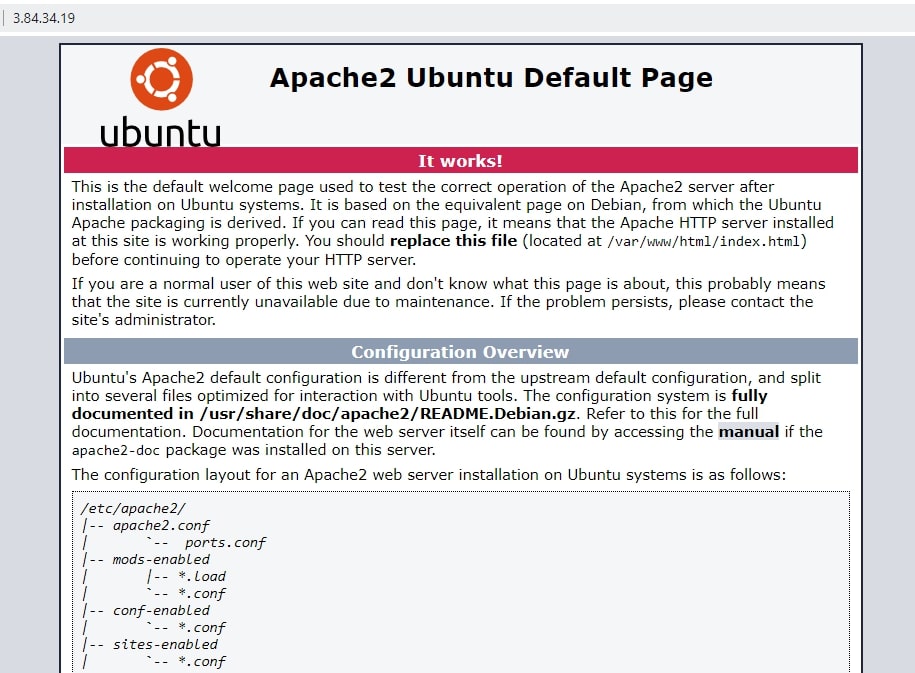 3.84.34.19
Apache2 Ubuntu Default Page
ubuntu
It works!
This is the default welcome page used to test the correct operation of the Apache2 server after
installation on Ubuntu systems. It is based on the equivalent page on Debian, from which the Ubuntu
Apache packaging is derived. If you can read this page, it means that the Apache HTTP server installed
at this site is working properly. You should replace this file (located at /var/www/html/index.html)
before continuing to operate your HTTP server.
If you are a normal user of this web site and don't know what this page is about, this probably means
that the site is currently unavailable due to maintenance. If the problem persists, please contact the
site's administrator.
Configuration Overview
Ubuntu's Apache2 default configuration is different from the upstream default configuration, and split
into several files optimized for interaction with Ubuntu tools. The configuration system is fully
documented in /usr/share/doc/apache2/README.Debian.gz. Refer to this for the full
documentation. Documentation for the web server itself can be found by accessing the manual if the
apache2-doc package was installed on this server.
The configuration layout for an Apache2 web server installation on Ubuntu systems is as follows:
/etc/apache2/
|-- apache2.conf
|       `--  ports.conf
|-- mods-enabled
|       |-- *.load
|       `-- *.conf
|-- conf-enabled
|       `-- *.conf
|-- sites-enabled
|       `-- *.conf